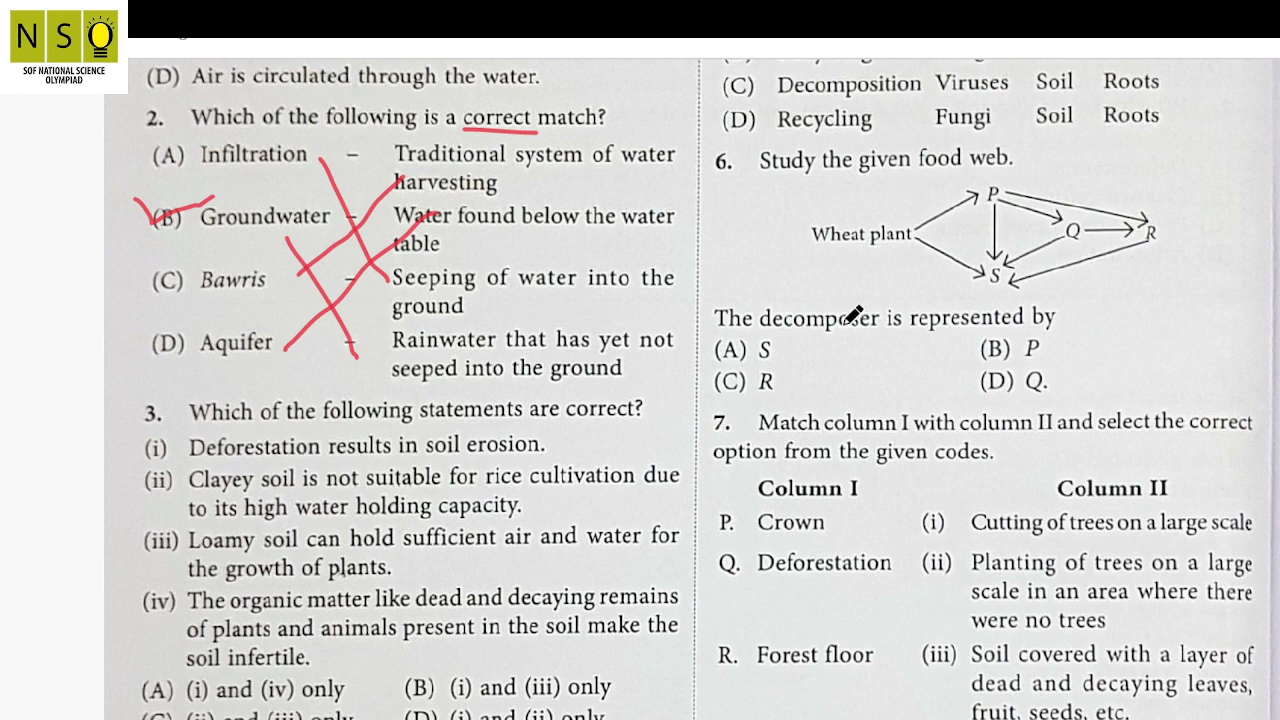 NSO
SOF NATIONAL SCIENCE
OLYMPIAD
(D) Air is circulated through the water.
2. Which of the following is a correct match?
(A) Infiltration – Traditional system of water
harvesting
(B) Groundwater – Water found below the water
table
(C) Bawris – Seeping of water into the
ground
(D) Aquifer – Rainwater that has yet not
seeped into the ground
3. Which of the following statements are correct?
(i) Deforestation results in soil erosion.
(ii) Clayey soil is not suitable for rice cultivation due
to its high water holding capacity.
(iii) Loamy soil can hold sufficient air and water for
the growth of plants.
(iv) The organic matter like dead and decaying remains
of plants and animals present in the soil make the
soil infertile.
(A) (i) and (iv) only (B) (i) and (iii) only
(C) (ii) and (iii) only (D) (i) and (ii) only
(C) Decomposition Viruses Soil Roots
(D) Recycling Fungi Soil Roots
6. Study the given food web.
P
Wheat plant Q R
S
The decomposer is represented by
(A) S (B) P
(C) R (D) Q.
7. Match column I with column II and select the correct
option from the given codes.
Column I Column II
P. Crown (i) Cutting of trees on a large scale
Q. Deforestation (ii) Planting of trees on a large
scale in an area where there
were no trees
R. Forest floor (iii) Soil covered with a layer of
dead and decaying leaves,
fruit, seeds, etc.